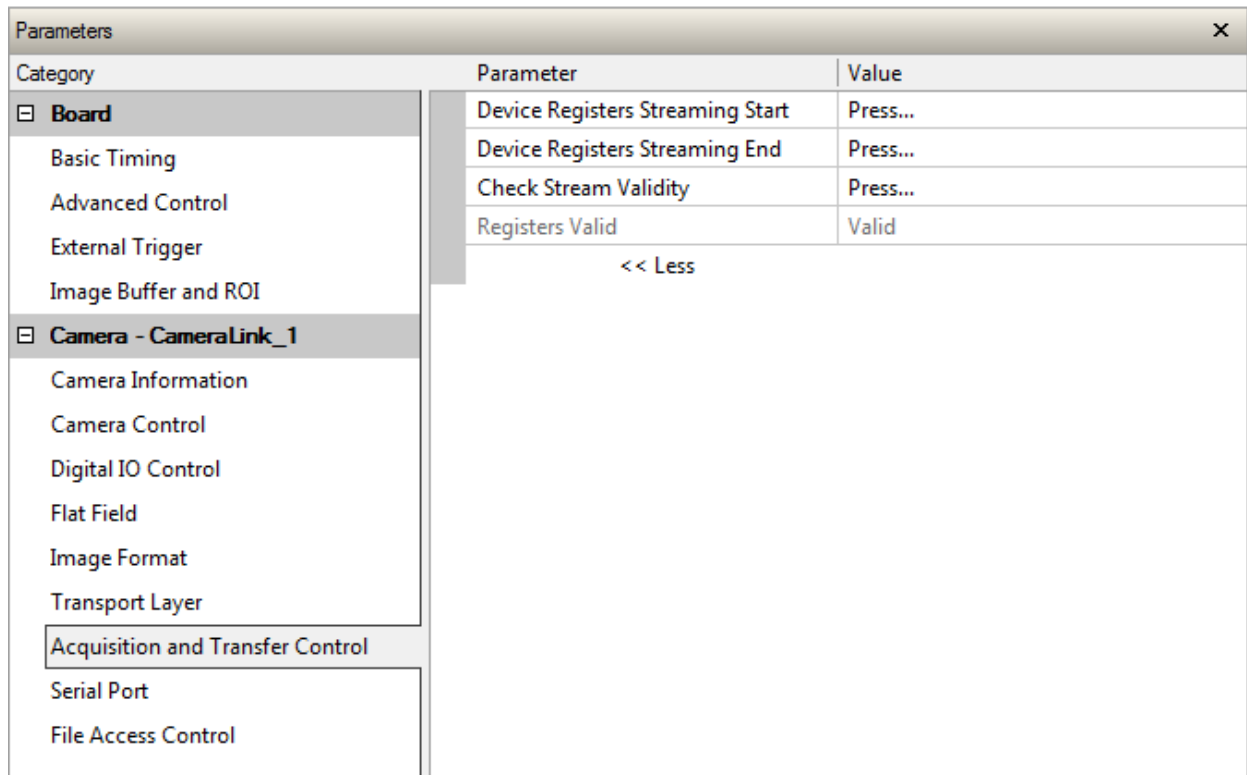 Parameters
Category
Board
Basic Timing
Advanced Control
External Trigger
Image Buffer and ROI
Camera - CameraLink_1
Camera Information
Camera Control
Digital IO Control
Flat Field
Image Format
Transport Layer
Acquisition and Transfer Control
Serial Port
File Access Control
Parameter Value
Device Registers Streaming Start Press...
Device Registers Streaming End Press...
Check Stream Validity Press...
Registers Valid Valid
<< Less